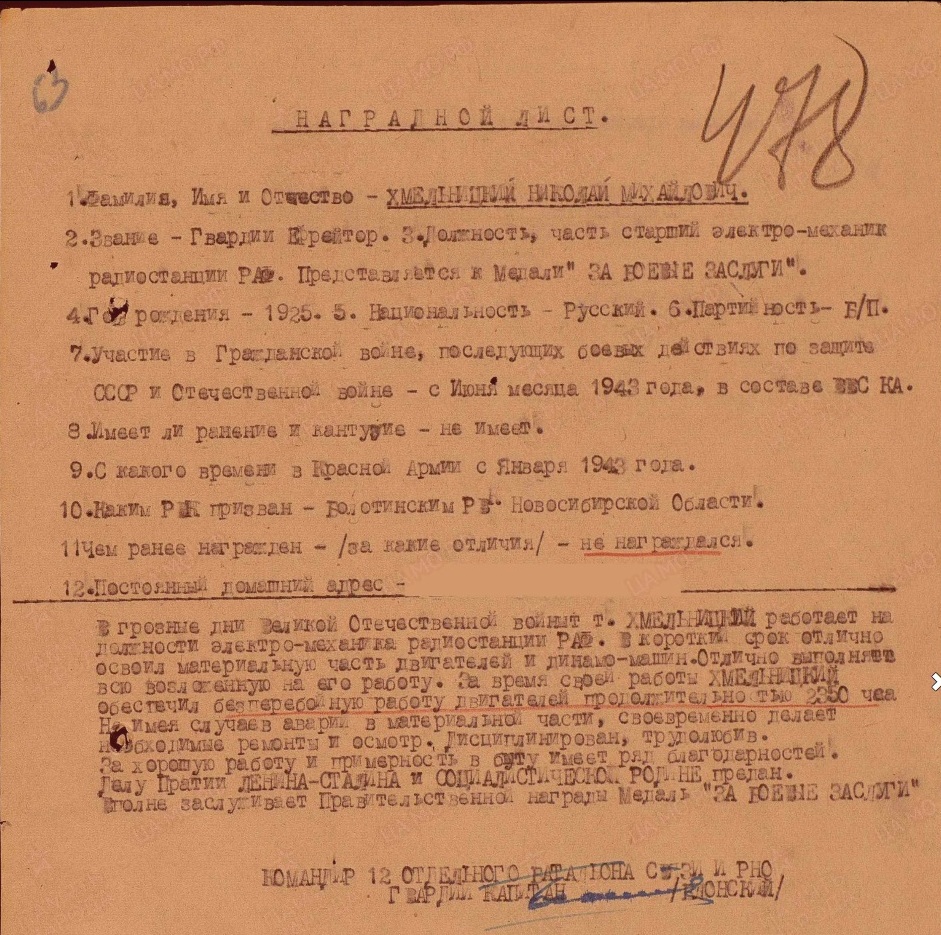 63
478
НАГРАДНОЙ ЛИСТ.
1.Фамилия, Имя и Отчество - ХМЕЛЬНИЦКИЙ НИКОЛАЙ МИХАЙЛОВИЧ.
2.Звание - Гвардии Ефрейтор. 3.Должность, часть старший электро-механик
радиостанции РАФ. Представляется к Медали" ЗА БОЕВЫЕ ЗАСЛУГИ".
4.Год рождения - 1925. 5. Национальность - Русский. 6.Партийность- Б/П.
7.Участие в Гражданской войне, последующих боевых действиях по защите
СССР и Отечественной войне - с Июня месяца 1943 года, в составе ВВС КА.
8.Имеет ли ранение и кантузие - не имеет.
9.С какого времени в Красной Армии с Января 1943 года.
10.Каким РВК призван - Болотинским РВК Новосибирской Области.
11Чем ранее награжден - /за какие отличия/ - не награждался.
12.Постоянный домашний адрес -
В грозные дни Великой Отечественной войны т. ХМЕЛЬНИЦКИЙ работает на
должности электро-механика радиостанции РАФ. В короткий срок отлично
освоил материальную часть двигателей и динамо-машин.Отлично выполняет
всю возложенную на его работу. За время своей работы ХМЕЛЬНИЦКИЙ
обеспечил безперебойную работу двигателей продолжительностью 2350 часа
Не имея случаев аварий в материальной части, своевременно делает
необходимые ремонты и осмотр. Дисциплинирован, трудолюбив.
За хорошую работу и примерность в быту имеет ряд благодарностей.
Делу Пратии ЛЕНИНА-СТАЛИНА и СОЦИАЛИСТИЧЕСКОЙ РОДИНЕ предан.
Вполне заслуживает Правительственной награды Медаль "ЗА БОЕВЫЕ ЗАСЛУГИ"
КОМАНДИР 12 ОТДЕЛЬНОГО БАТАЛИОНА СВЯЗИ И РНО
ГВАРДИИ КАПИТАН /КЛОНСКИЙ/